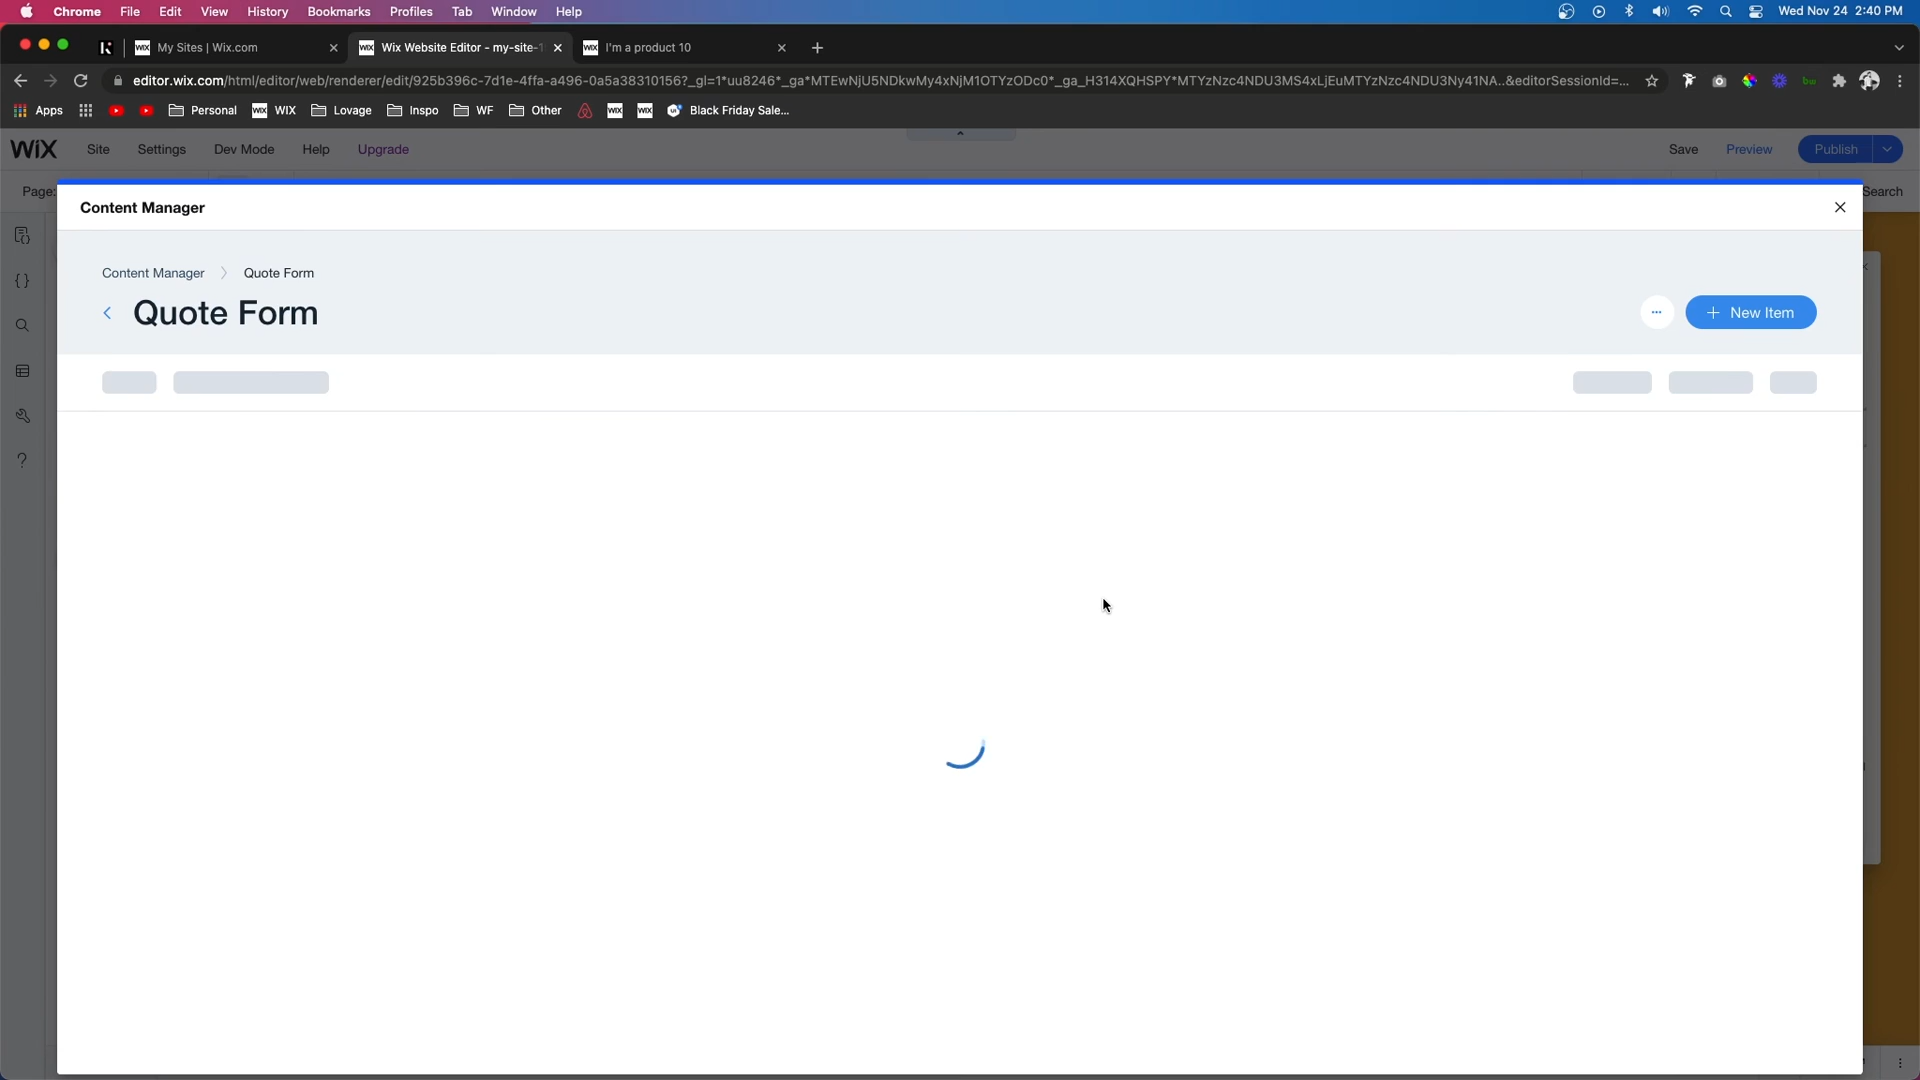 Chrome File Edit View History Bookmarks Profiles Tab Window Help Wed Nov 24 2:40 PM
My Sites | Wix.com Wix Website Editor - my-site-1 I'm a product 10
editor.wix.com/html/editor/web/renderer/edit/925b396c-7d1e-4ffa-a496-0a5a38310156?_gl=1*uu8246*_ga*MTEwNjU5NDkwMy4xNjM1OTYzODc0*_ga_H314XQHSPY*MTYzNzc4NDU3MS4xLjEuMTYzNzc4NDU3Ny41NA..&editorSessionId=...
Apps Personal WIX WIX Lovage Inspo WF Other WIX WIX Black Friday Sale...
WIX Site Settings Dev Mode Help Upgrade Save Preview Publish
Page: Search
Content Manager
Content Manager > Quote Form
Quote Form
... + New Item